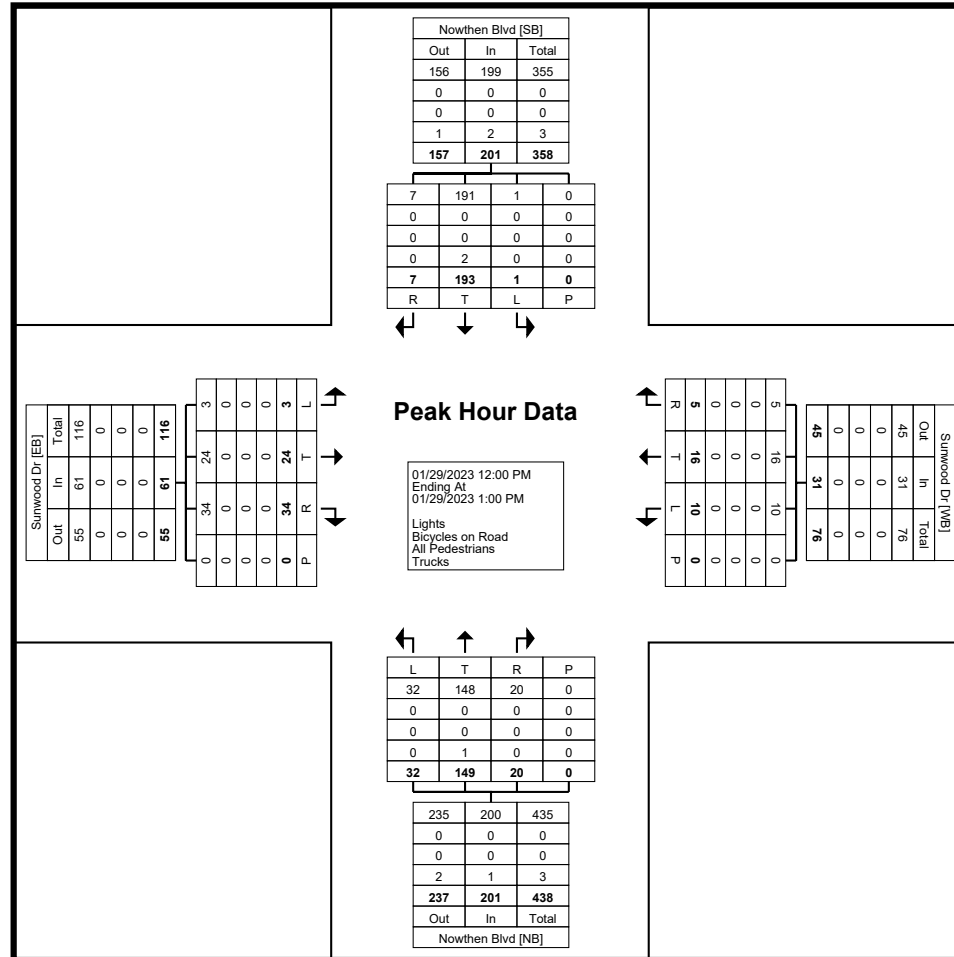 Nowthen Blvd [SB]
Out In Total
156 199 355
0 0 0
0 0 0
1 2 3
157 201 358
7 191 1 0
0 0 0 0
0 0 0 0
0 2 0 0
7 193 1 0
R T L P
Sunwood Dr [EB]
Total In Out
116 61 55
0 0 0
0 0 0
0 0 0
116 61 55
3 24 34 0
0 0 0 0
0 0 0 0
0 0 0 0
3 24 34 0
L T R P
Peak Hour Data
01/29/2023 12:00 PM
Ending At
01/29/2023 1:00 PM
Lights
Bicycles on Road
All Pedestrians
Trucks
R T L P
5 16 10 0
0 0 0 0
0 0 0 0
0 0 0 0
5 16 10 0
45 31 76
0 0 0
0 0 0
0 0 0
45 31 76
Out In Total
Sunwood Dr [WB]
L T R P
32 148 20 0
0 0 0 0
0 0 0 0
0 1 0 0
32 149 20 0
235 200 435
0 0 0
0 0 0
2 1 3
237 201 438
Out In Total
Nowthen Blvd [NB]